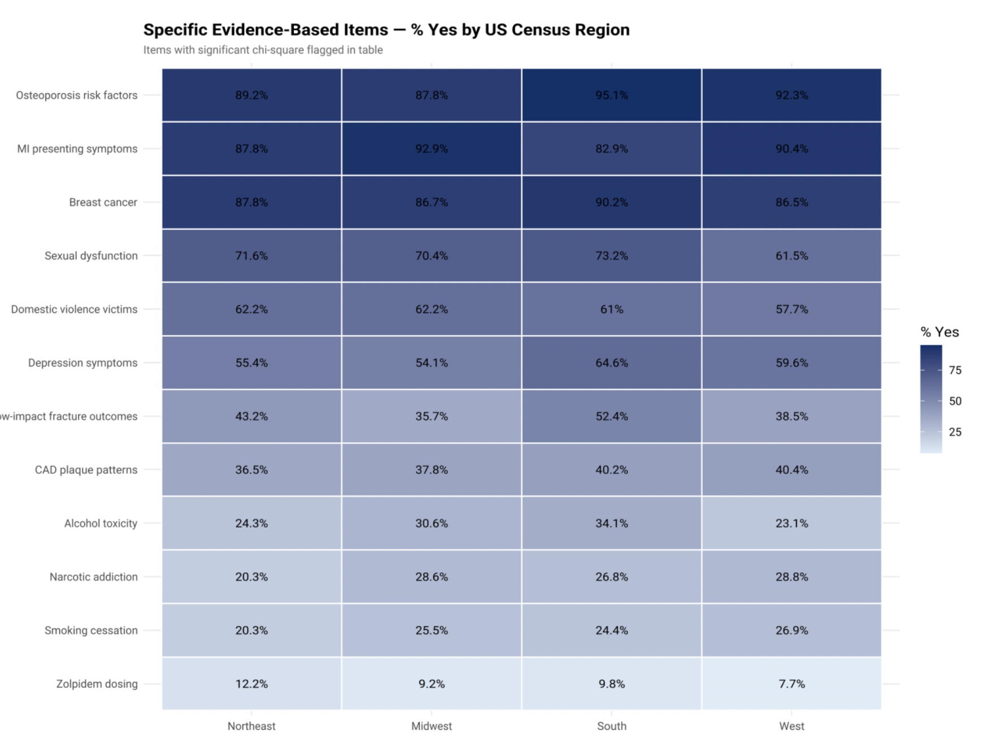 Specific Evidence-Based Items — % Yes by US Census Region
Items with significant chi-square flagged in table
Osteoporosis risk factors 89.2% 87.8% 95.1% 92.3%
MI presenting symptoms 87.8% 92.9% 82.9% 90.4%
Breast cancer 87.8% 86.7% 90.2% 86.5%
Sexual dysfunction 71.6% 70.4% 73.2% 61.5%
Domestic violence victims 62.2% 62.2% 61% 57.7%
Depression symptoms 55.4% 54.1% 64.6% 59.6%
ow-impact fracture outcomes 43.2% 35.7% 52.4% 38.5%
CAD plaque patterns 36.5% 37.8% 40.2% 40.4%
Alcohol toxicity 24.3% 30.6% 34.1% 23.1%
Narcotic addiction 20.3% 28.6% 26.8% 28.8%
Smoking cessation 20.3% 25.5% 24.4% 26.9%
Zolpidem dosing 12.2% 9.2% 9.8% 7.7%
Northeast Midwest South West
% Yes
75
50
25